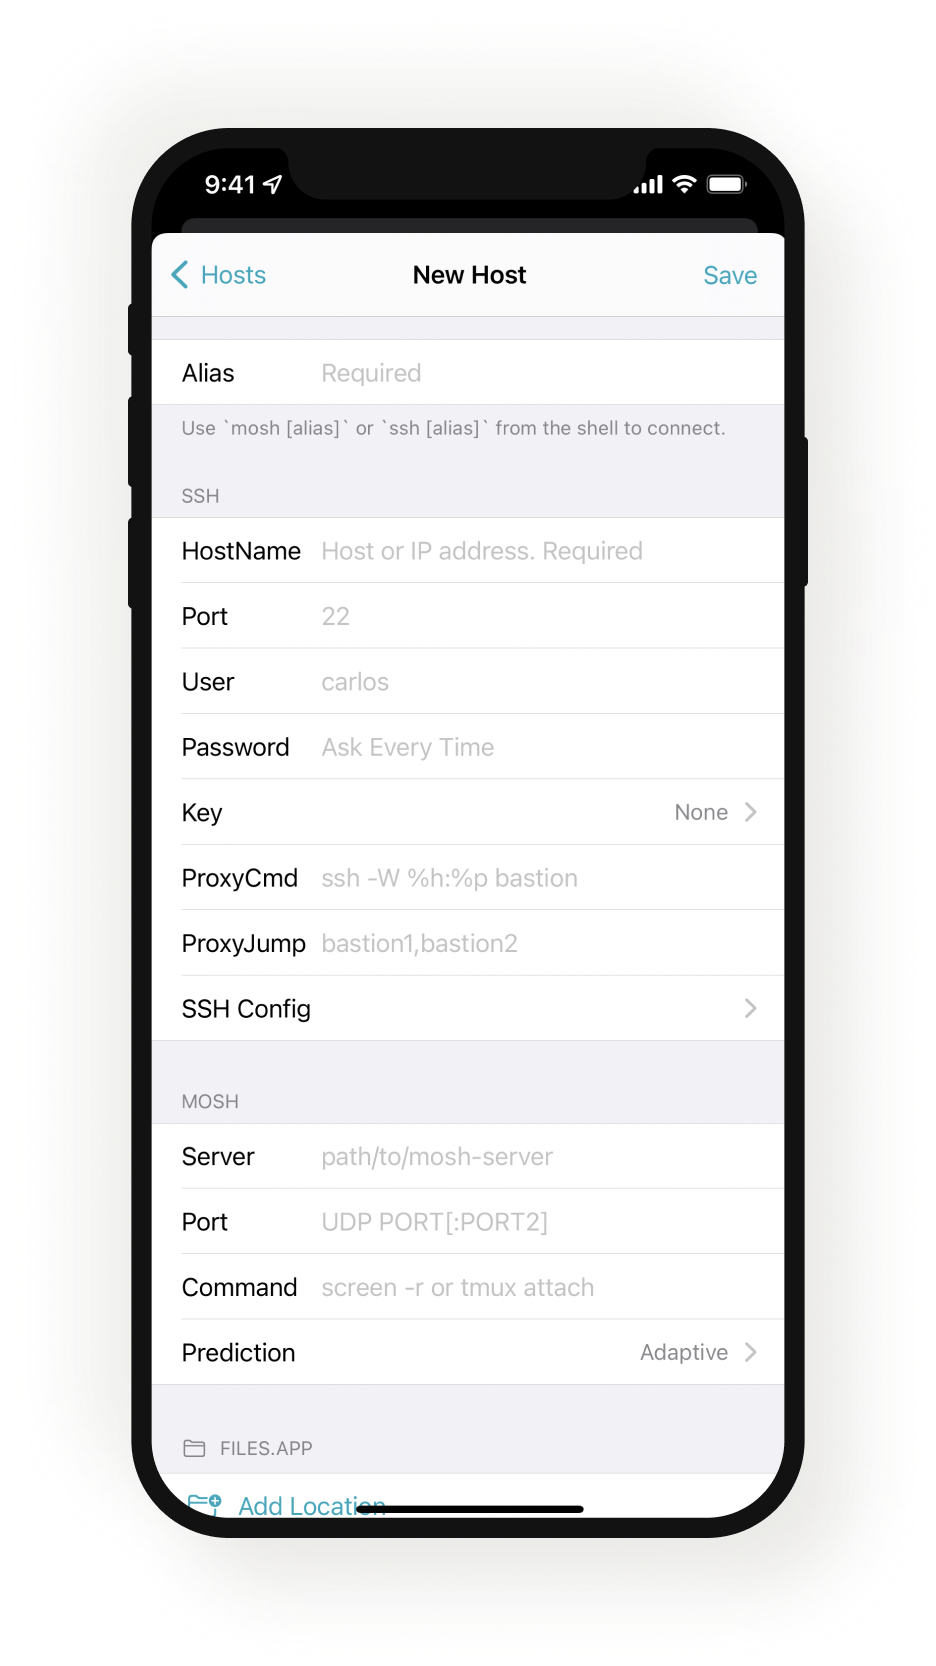 9:41
Hosts New Host Save
Alias Required
Use `mosh [alias]` or `ssh [alias]` from the shell to connect.
SSH
HostName Host or IP address. Required
Port 22
User carlos
Password Ask Every Time
Key None
ProxyCmd ssh -W %h:%p bastion
ProxyJump bastion1,bastion2
SSH Config
MOSH
Server path/to/mosh-server
Port UDP PORT[:PORT2]
Command screen -r or tmux attach
Prediction Adaptive
FILES.APP
Add Location